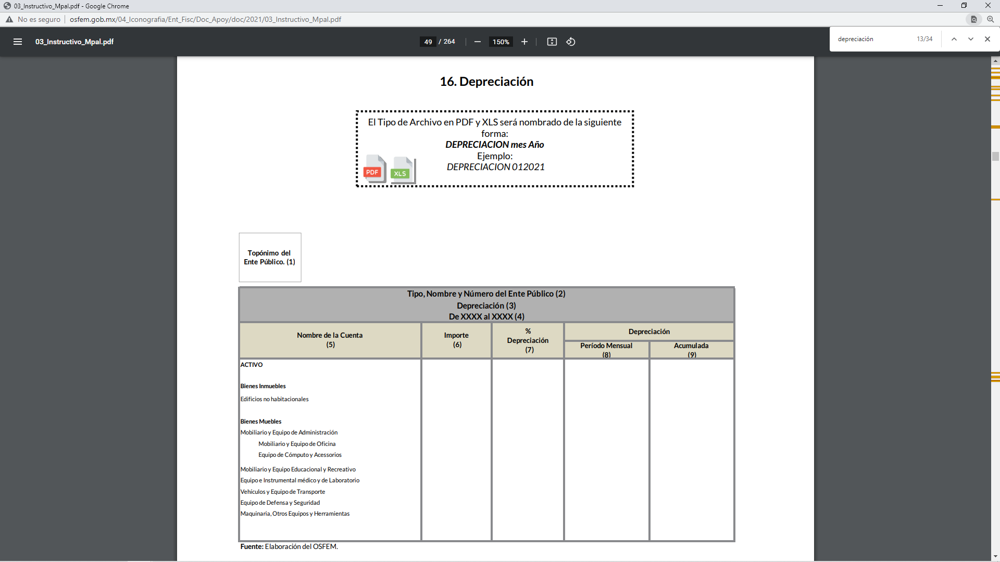 03_Instructivo_Mpal.pdf - Google Chrome
No es seguro
osfem.gob.mx/04_Iconografia/Ent_Fisc/Doc_Apoy/doc/2021/03_Instructivo_Mpal.pdf
03_Instructivo_Mpal.pdf
49 / 264
150%
depreciación 13/34
16. Depreciación
El Tipo de Archivo en PDF y XLS será nombrado de la siguiente
forma:
DEPRECIACION mes Año
Ejemplo:
DEPRECIACION 012021
PDF
XLS
Topónimo del
Ente Público. (1)
Tipo, Nombre y Número del Ente Público (2)
Depreciación (3)
De XXXX al XXXX (4)
Nombre de la Cuenta
(5)
Importe
(6)
%
Depreciación
(7)
Depreciación
Período Mensual
(8)
Acumulada
(9)
ACTIVO
Bienes Inmuebles
Edificios no habitacionales
Bienes Muebles
Mobiliario y Equipo de Administración
Mobiliario y Equipo de Oficina
Equipo de Cómputo y Acessorios
Mobiliario y Equipo Educacional y Recreativo
Equipo e Instrumental médico y de Laboratorio
Vehículos y Equipo de Transporte
Equipo de Defensa y Seguridad
Maquinaria, Otros Equipos y Herramientas
Fuente: Elaboración del OSFEM.